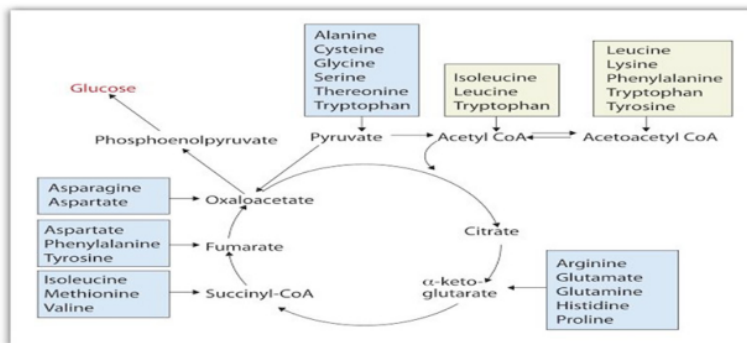 Alanine
Cysteine
Glycine
Serine
Thereonine
Tryptophan
Isoleucine
Leucine
Tryptophan
Leucine
Lysine
Phenylalanine
Tryptophan
Tyrosine
Glucose
Phosphoenolpyruvate
Pyruvate
Acetyl CoA
Acetoacetyl CoA
Asparagine
Aspartate
Oxaloacetate
Aspartate
Phenylalanine
Tyrosine
Fumarate
Citrate
Isoleucine
Methionine
Valine
Succinyl-CoA
α-keto-
glutarate
Arginine
Glutamate
Glutamine
Histidine
Proline